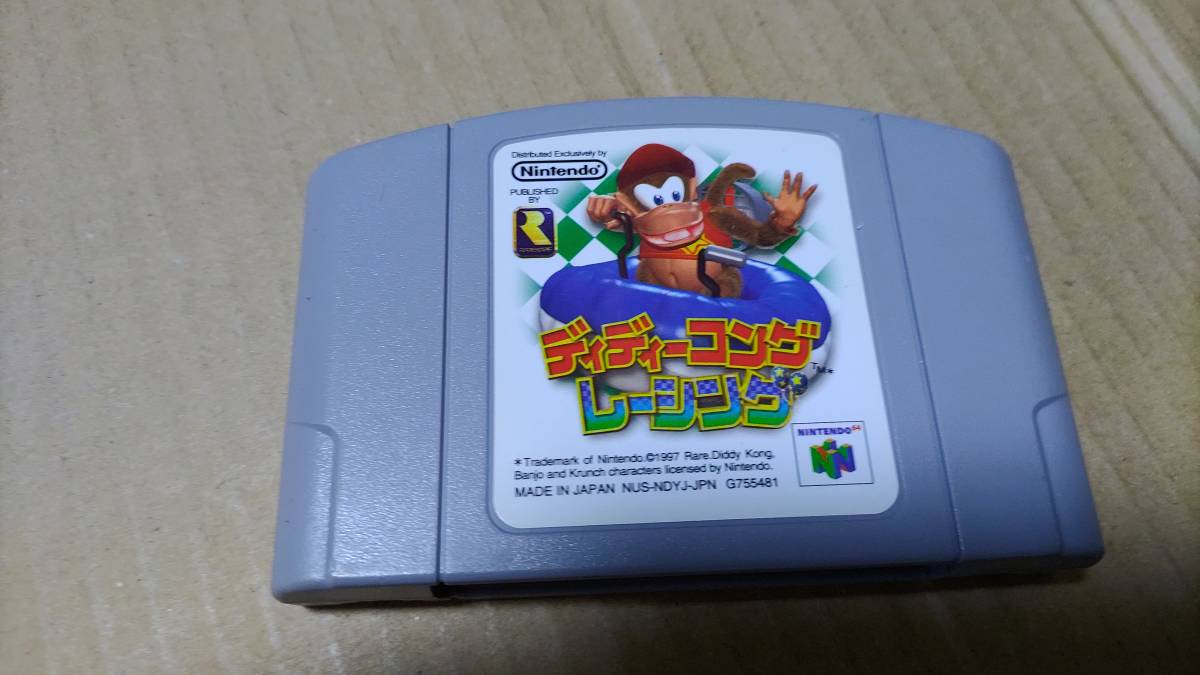 Distributed Exclusively by
Nintendo®
PUBLISHED
BY
R
ディディーコング
レーシング
TM*
NINTENDO64
*Trademark of Nintendo.©1997 Rare.Diddy Kong,
Banjo and Krunch characters licensed by Nintendo.
MADE IN JAPAN NUS-NDYJ-JPN G755481